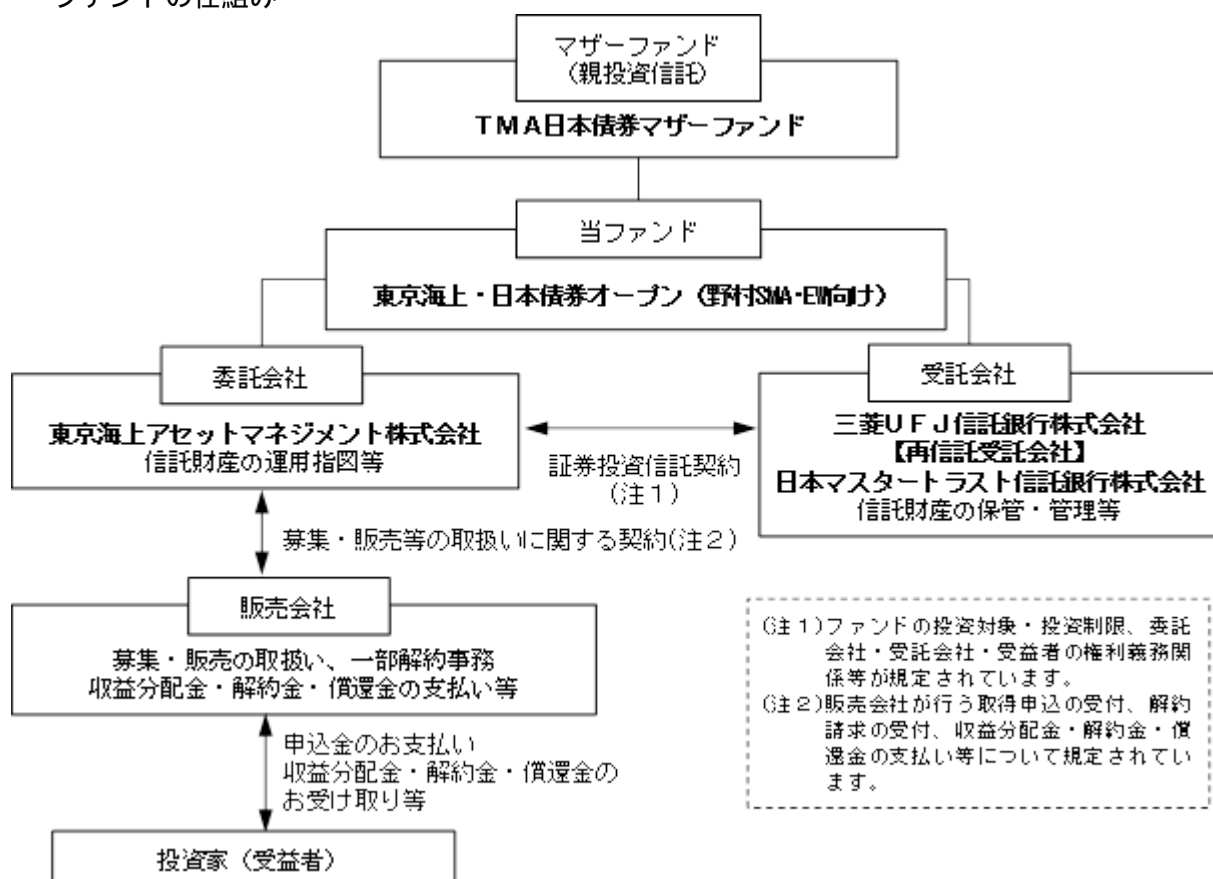 ファンドの仕組み
マザーファンド
（親投資信託）
ＴＭＡ日本債券マザーファンド
当ファンド
東京海上・日本債券オープン（野村SMA・EW向け）
委託会社
東京海上アセットマネジメント株式会社
信託財産の運用指図等
受託会社
三菱ＵＦＪ信託銀行株式会社
【再信託受託会社】
日本マスタートラスト信託銀行株式会社
信託財産の保管・管理等
証券投資信託契約
（注１）
募集・販売等の取扱いに関する契約(注２)
販売会社
募集・販売の取扱い、一部解約事務
収益分配金・解約金・償還金の支払い等
申込金のお支払い
収益分配金・解約金・償還金の
お受け取り等
投資家（受益者）
(注１)ファンドの投資対象・投資制限、委託
会社・受託会社・受益者の権利義務関
係等が規定されています。
(注２)販売会社が行う取得申込の受付、解約
請求の受付、収益分配金・解約金・償
還金の支払い等について規定されてい
ます。